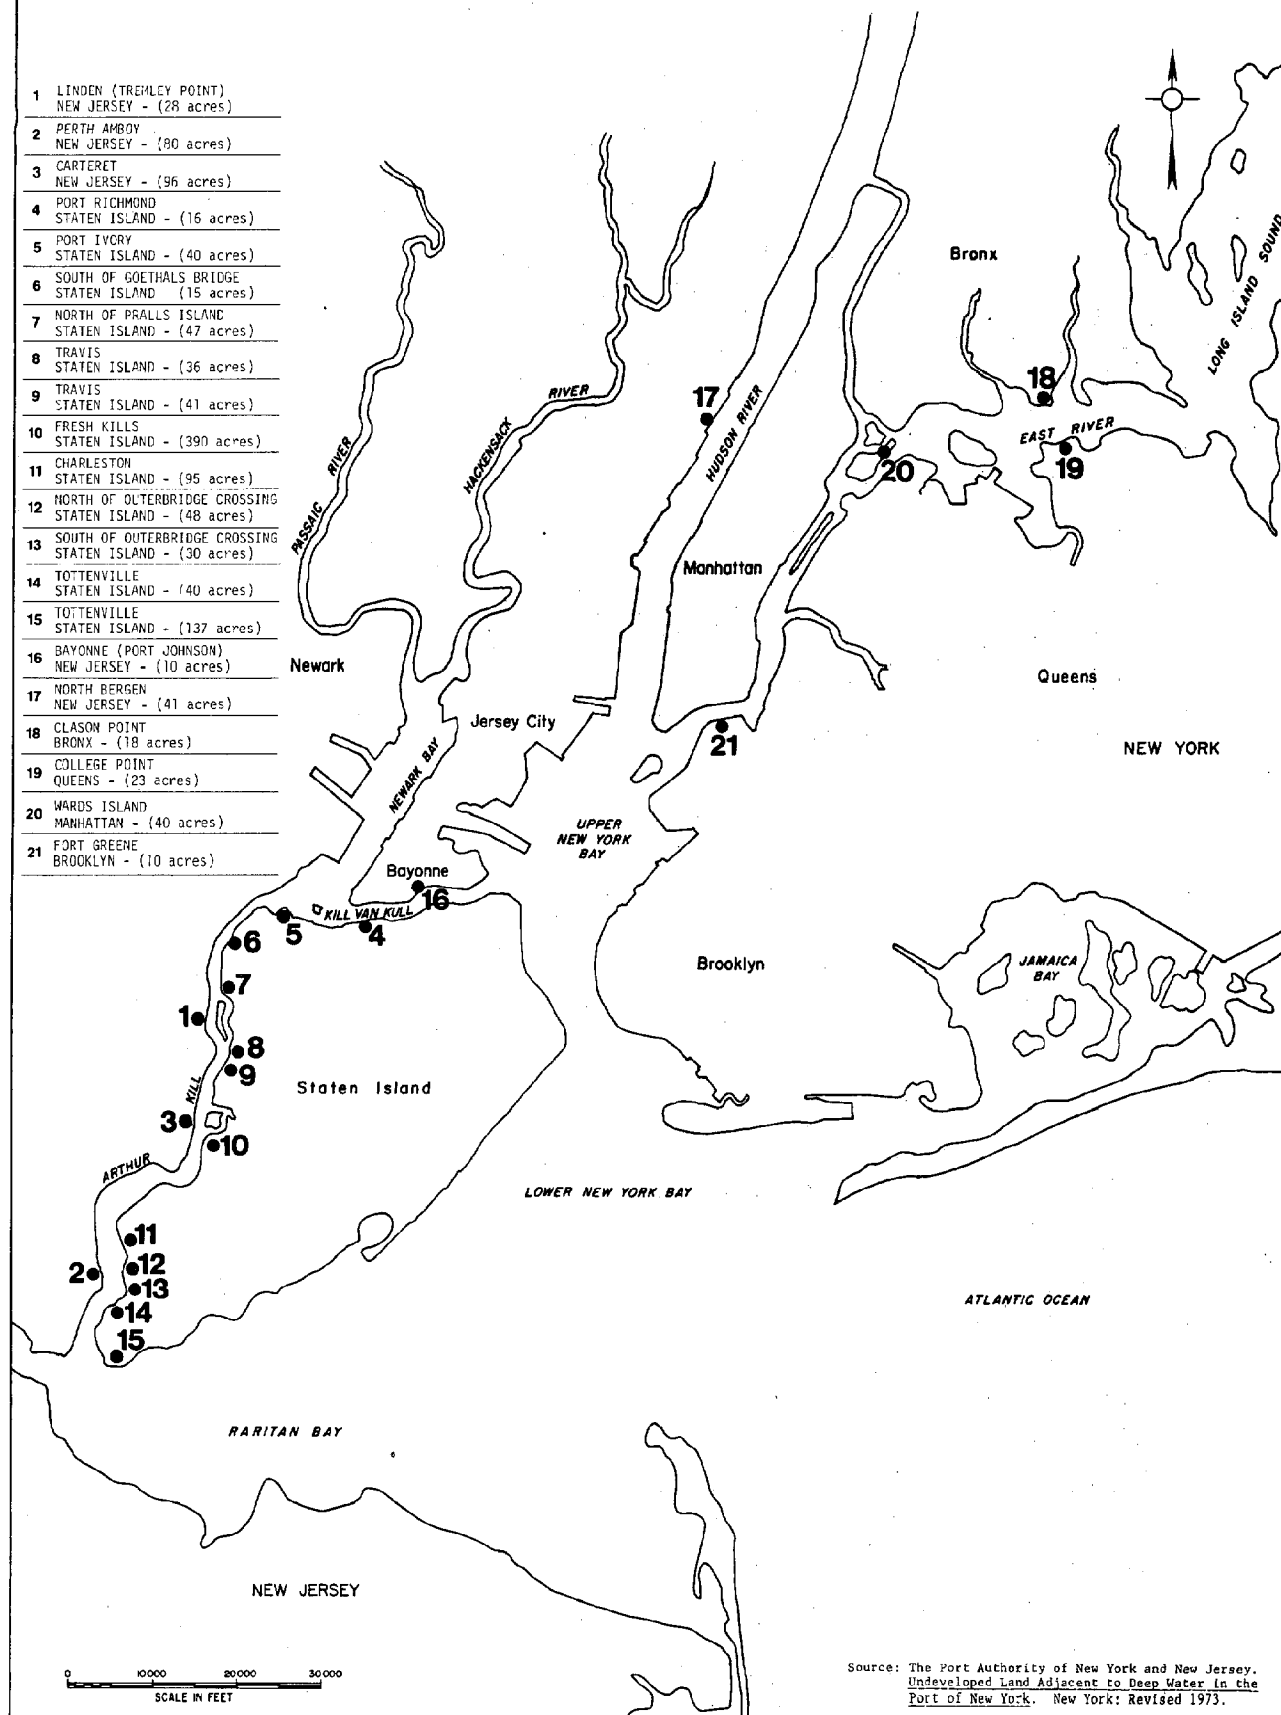 1 LINDEN (TREMLEY POINT)
NEW JERSEY - (28 acres)
2 PERTH AMBOY
NEW JERSEY - (80 acres)
3 CARTERET
NEW JERSEY - (96 acres)
4 PORT RICHMOND
STATEN ISLAND - (16 acres)
5 PORT IVORY
STATEN ISLAND - (40 acres)
6 SOUTH OF GOETHALS BRIDGE
STATEN ISLAND (15 acres)
7 NORTH OF PRALLS ISLAND
STATEN ISLAND - (47 acres)
8 TRAVIS
STATEN ISLAND - (36 acres)
9 TRAVIS
STATEN ISLAND - (41 acres)
10 FRESH KILLS
STATEN ISLAND - (390 acres)
11 CHARLESTON
STATEN ISLAND - (95 acres)
12 NORTH OF OUTERBRIDGE CROSSING
STATEN ISLAND - (48 acres)
13 SOUTH OF OUTERBRIDGE CROSSING
STATEN ISLAND - (30 acres)
14 TOTTENVILLE
STATEN ISLAND - (40 acres)
15 TOTTENVILLE
STATEN ISLAND - (137 acres)
16 BAYONNE (PORT JOHNSON)
NEW JERSEY - (10 acres)
17 NORTH BERGEN
NEW JERSEY - (41 acres)
18 CLASON POINT
BRONX - (18 acres)
19 COLLEGE POINT
QUEENS - (23 acres)
20 WARDS ISLAND
MANHATTAN - (40 acres)
21 FORT GREENE
BROOKLYN - (10 acres)
Bronx
LONG ISLAND SOUND
18
17
HUDSON RIVER
EAST RIVER
19
20
HACKENSACK RIVER
PASSAIC RIVER
Manhattan
Newark
Queens
Jersey City
21
NEW YORK
NEWARK BAY
UPPER
NEW YORK
BAY
Bayonne
16
KILL VAN KULL
5
4
6
7
Brooklyn
JAMAICA
BAY
1
8
9
Staten Island
ARTHUR KILL
3
10
LOWER NEW YORK BAY
11
2
12
13
14
15
ATLANTIC OCEAN
RARITAN BAY
NEW JERSEY
0 10000 20000 30000
SCALE IN FEET
Source: The Port Authority of New York and New Jersey.
Undeveloped Land Adjacent to Deep Water in the
Port of New York. New York: Revised 1973.